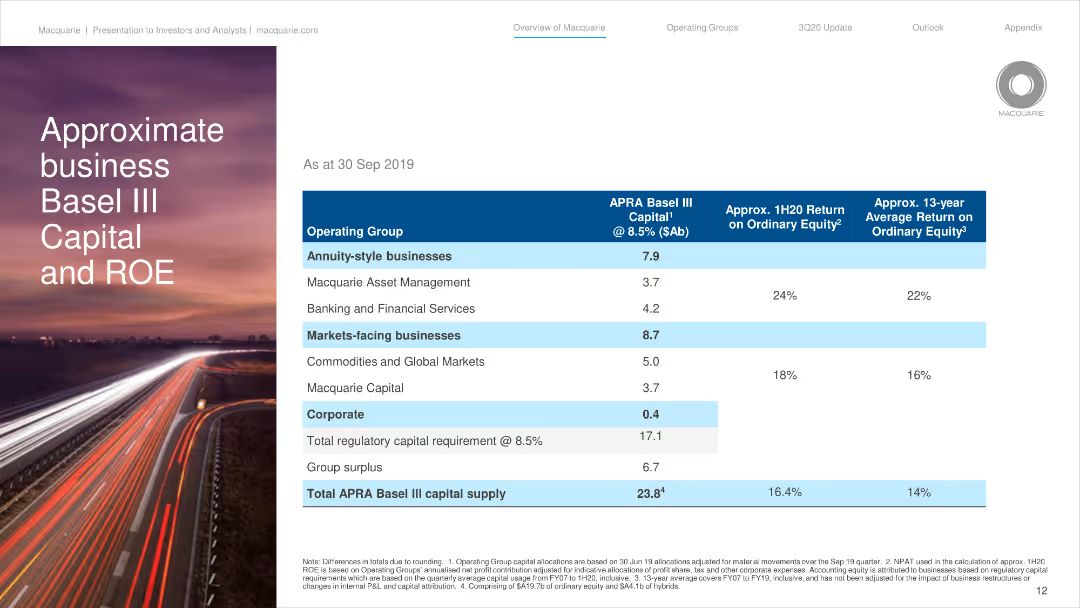 Macquarie | Presentation to Investors and Analysts | macquarie.com
Overview of Macquarie
Operating Groups
3Q20 Update
Outlook
Appendix
MACQUARIE
Approximate
business
Basel III
Capital
and ROE
As at 30 Sep 2019
Operating Group
APRA Basel III
Capital¹
@ 8.5% ($Ab)
Approx. 1H20 Return
on Ordinary Equity²
Approx. 13-year
Average Return on
Ordinary Equity³
Annuity-style businesses 7.9
Macquarie Asset Management 3.7
24% 22%
Banking and Financial Services 4.2
Markets-facing businesses 8.7
Commodities and Global Markets 5.0
18% 16%
Macquarie Capital 3.7
Corporate 0.4
Total regulatory capital requirement @ 8.5% 17.1
Group surplus 6.7
Total APRA Basel III capital supply 23.8⁴ 16.4% 14%
Note: Differences in totals due to rounding. 1. Operating Group capital allocations are based on 30 Jun 19 allocations adjusted for material movements over the Sep 19 quarter. 2. NPAT used in the calculation of approx. 1H20
ROE is based on Operating Groups' annualised net profit contribution adjusted for indicative allocations of profit share, tax and other corporate expenses. Accounting equity is attributed to businesses based on regulatory capital
requirements which are based on the quarterly average capital usage from FY07 to 1H20, inclusive. 3. 13-year average covers FY07 to FY19, inclusive, and has not been adjusted for the impact of business restructures or
changes in internal P&L and capital attribution. 4. Comprising of $A19.7b of ordinary equity and $A4.1b of hybrids.
12